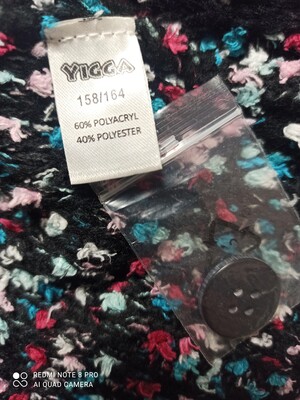 YIGGA
158/164
60% POLYACRYL
40% POLYESTER
REDMI NOTE 8 PRO
AI QUAD CAMERA